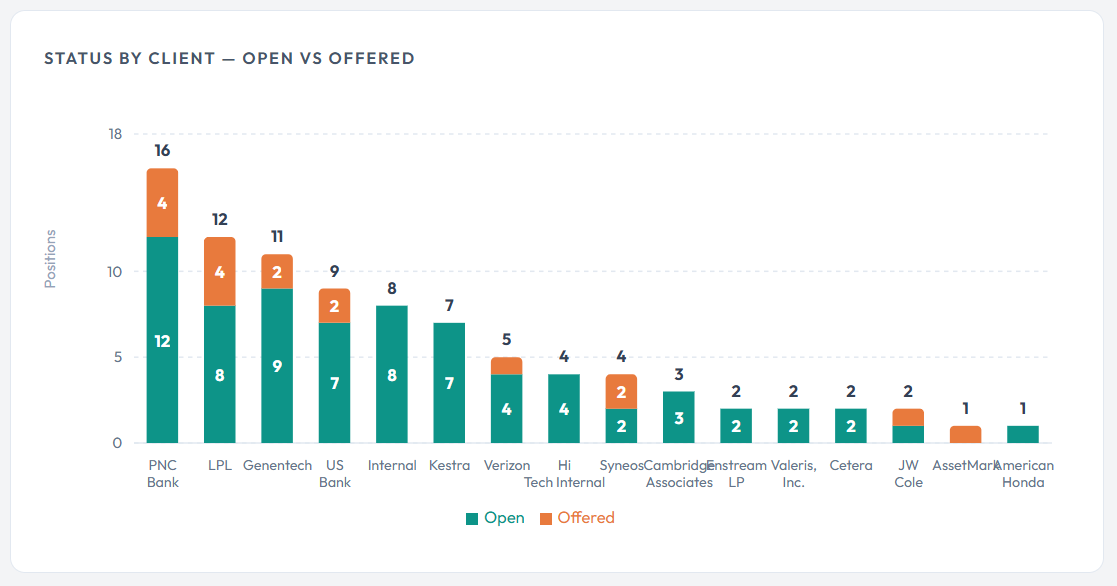 STATUS BY CLIENT — OPEN VS OFFERED
Positions
18
10
5
0
16
4
12
12
4
8
11
2
9
9
2
7
8
8
7
7
5
4
4
4
4
2
2
3
3
2
2
2
2
2
2
2
1
1
PNC Bank
LPL
Genentech
US Bank
Internal
Kestra
Verizon
Hi Tech Internal
Syneos
Cambridge Associates
Enstream LP
Valeris, Inc.
Cetera
JW Cole
AssetMark
American Honda
Open
Offered